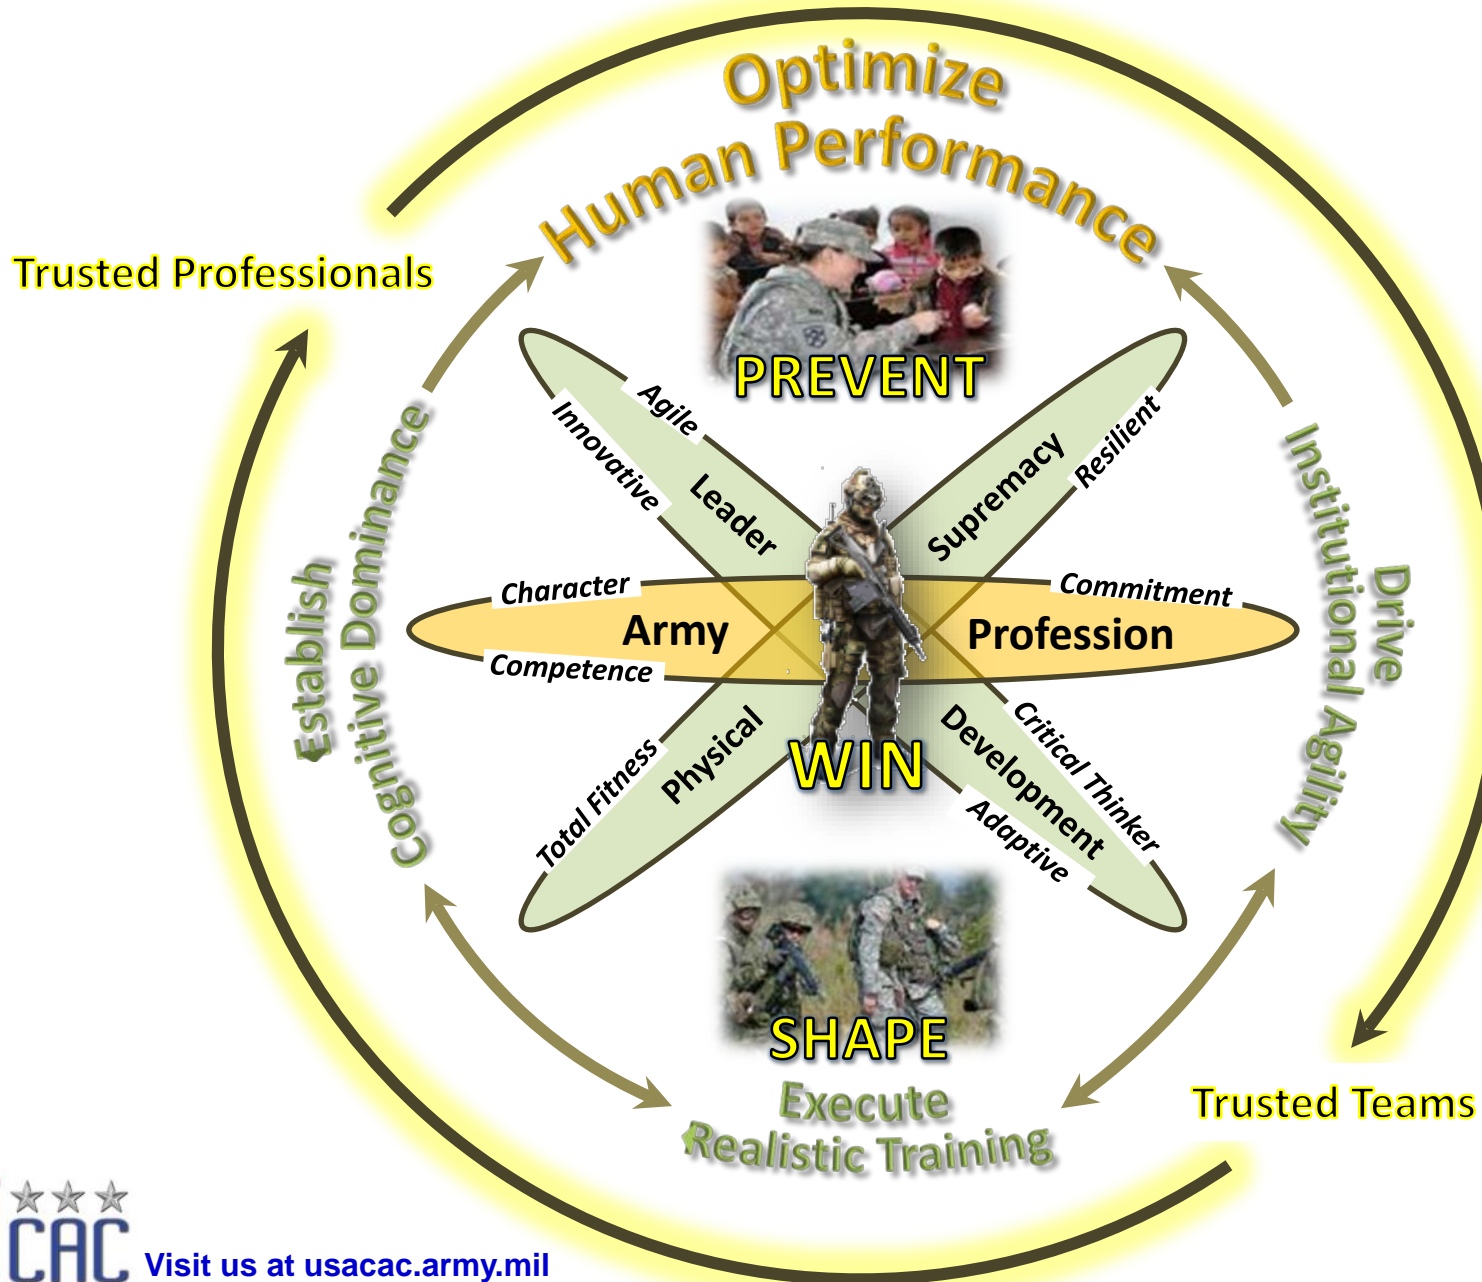 Optimize
Human Performance
Trusted Professionals
PREVENT
Agile
Innovative
Leader
Supremacy
Resilient
Establish
Cognitive Dominance
Drive
Institutional Agility
Character
Commitment
Army Profession
Competence
Total Fitness
Physical
WIN
Development
Critical Thinker
Adaptive
SHAPE
Execute
Realistic Training
Trusted Teams
CAC
Visit us at usacac.army.mil